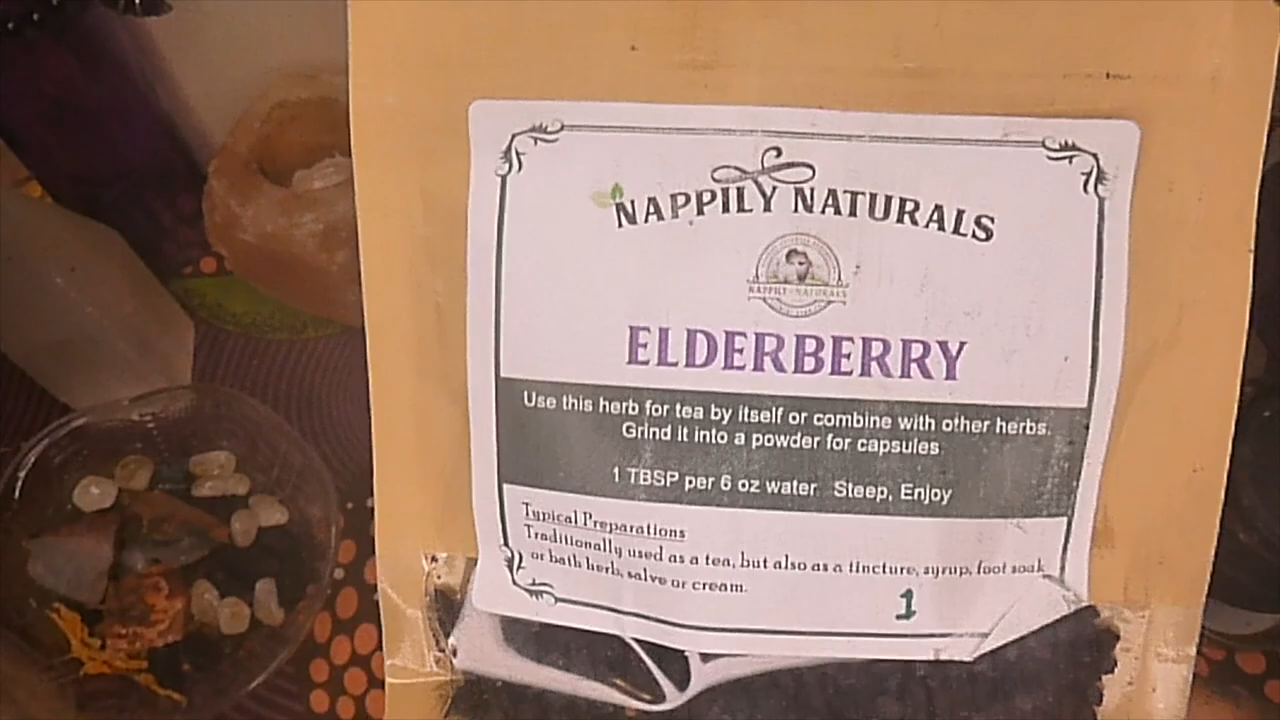 NAPPILY NATURALS
NAPPILY NATURALS
ELDERBERRY
Use this herb for tea by itself or combine with other herbs.
Grind it into a powder for capsules
1 TBSP per 6 oz water Steep, Enjoy
Typical Preparations
Traditionally used as a tea, but also as a tincture, syrup, foot soak
or bath herb, salve or cream.
1